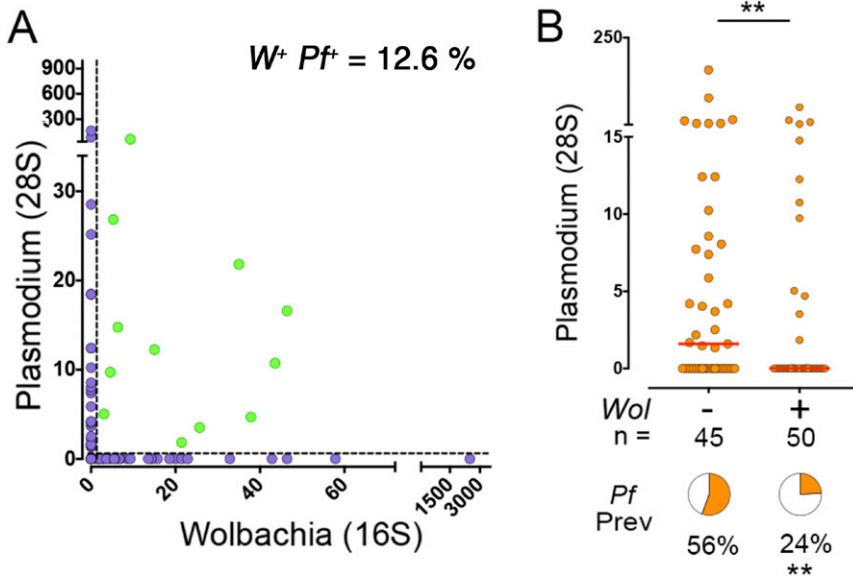 A
W+ Pf+ = 12.6 %
900
600
300
30
20
10
0
Plasmodium (28S)
0 20 40 60 1500 3000
Wolbachia (16S)
B
**
250
15
10
5
0
Plasmodium (28S)
Wol - +
n = 45 50
Pf
Prev
56% 24%
**